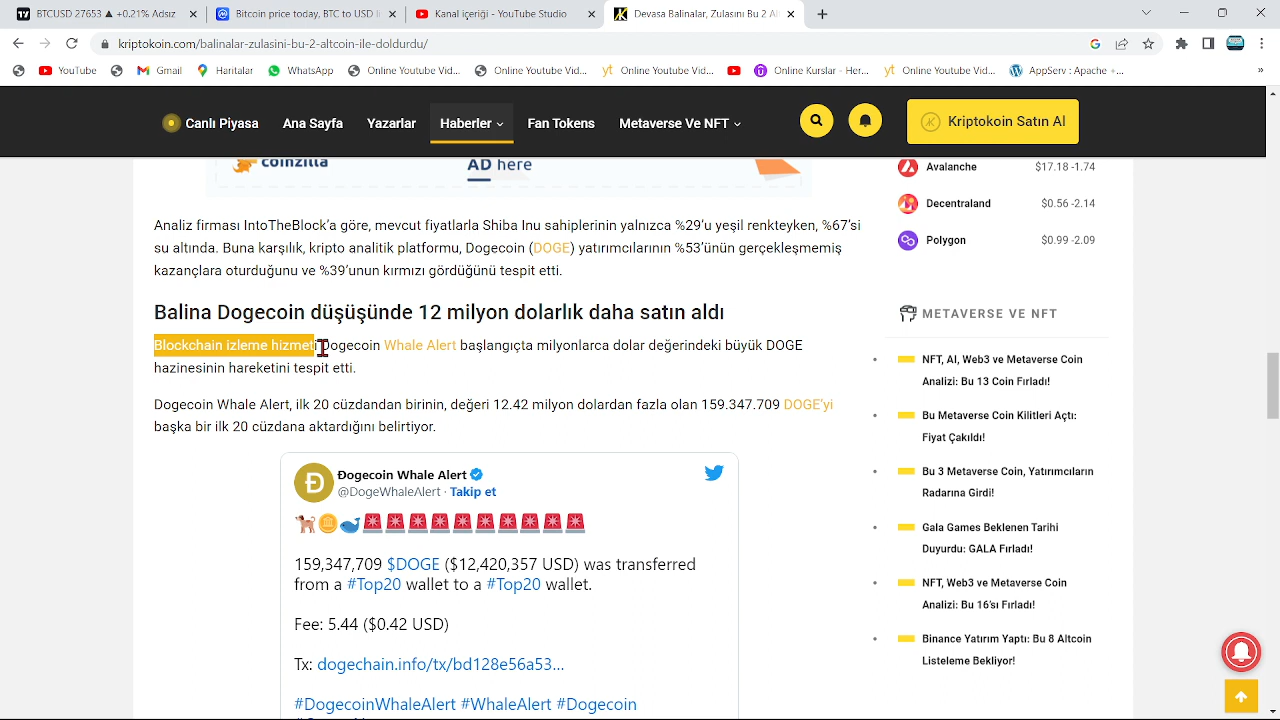 BTCUSD 27653 ▲ +0.21% Adsız
Bitcoin price today, BTC to USD li
Kanal içeriği - YouTube Studio
Devasa Balinalar, Zulasını Bu 2 Al
kriptokoin.com/balinalar-zulasini-bu-2-altcoin-ile-doldurdu/
YouTube
Gmail
Haritalar
WhatsApp
Online Youtube Vid...
Online Youtube Vid...
Online Youtube Vid...
Online Kurslar - Her...
Online Youtube Vid...
AppServ : Apache +...
»
Canlı Piyasa
Ana Sayfa
Yazarlar
Haberler
Fan Tokens
Metaverse Ve NFT
Kriptokoin Satın Al
coinzilla
AD here
Analiz firması IntoTheBlock’a göre, mevcut fiyatlarla Shiba Inu sahiplerinin yalnızca %29’u yeşil renkteyken, %67’si
su altında. Buna karşılık, kripto analitik platformu, Dogecoin (DOGE) yatırımcılarının %53’ünün gerçekleşmemiş
kazançlara oturduğunu ve %39’unun kırmızı gördüğünü tespit etti.
Balina Dogecoin düşüşünde 12 milyon dolarlık daha satın aldı
Blockchain izleme hizmeti Dogecoin Whale Alert başlangıçta milyonlarca dolar değerindeki büyük DOGE
hazinesinin hareketini tespit etti.
Dogecoin Whale Alert, ilk 20 cüzdandan birinin, değeri 12.42 milyon dolardan fazla olan 159.347.709 DOGE’yi
başka bir ilk 20 cüzdana aktardığını belirtiyor.
Ðogecoin Whale Alert
@DogeWhaleAlert · Takip et
159,347,709 $DOGE ($12,420,357 USD) was transferred
from a #Top20 wallet to a #Top20 wallet.
Fee: 5.44 ($0.42 USD)
Tx: dogechain.info/tx/bd128e56a53...
#DogecoinWhaleAlert #WhaleAlert #Dogecoin
Avalanche $17.18 -1.74
Decentraland $0.56 -2.14
Polygon $0.99 -2.09
METAVERSE VE NFT
NFT, AI, Web3 ve Metaverse Coin
Analizi: Bu 13 Coin Fırladı!
Bu Metaverse Coin Kilitleri Açtı:
Fiyat Çakıldı!
Bu 3 Metaverse Coin, Yatırımcıların
Radarına Girdi!
Gala Games Beklenen Tarihi
Duyurdu: GALA Fırladı!
NFT, Web3 ve Metaverse Coin
Analizi: Bu 16’sı Fırladı!
Binance Yatırım Yaptı: Bu 8 Altcoin
Listeleme Bekliyor!